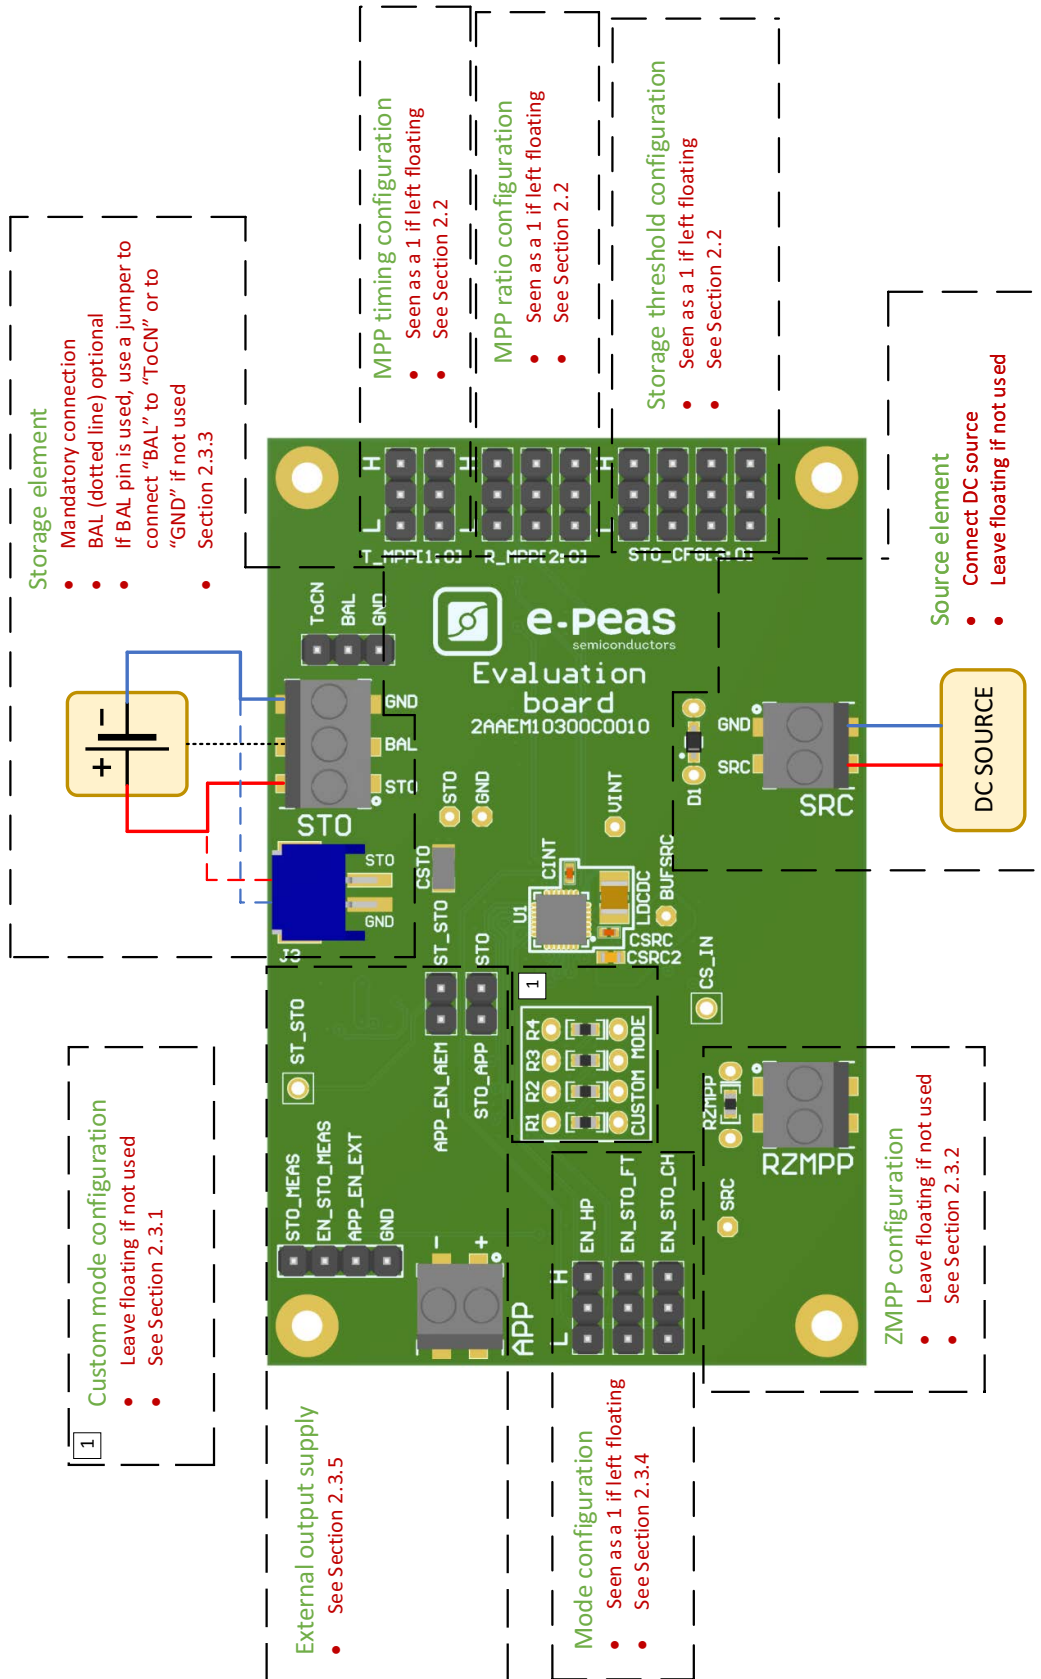 Storage element
• Mandatory connection
BAL (dotted line) optional
• If BAL pin is used, use a jumper to
connect “BAL” to “ToCN” or to
“GND” if not used
• Section 2.3.3
MPP timing configuration
• Seen as a 1 if left floating
• See Section 2.2
MPP ratio configuration
• Seen as a 1 if left floating
• See Section 2.2
Storage threshold configuration
• Seen as a 1 if left floating
• See Section 2.2
Source element
• Connect DC source
• Leave floating if not used
DC SOURCE
ZMPP configuration
• Leave floating if not used
• See Section 2.3.2
Mode configuration
• Seen as a 1 if left floating
• See Section 2.3.4
External output supply
• See Section 2.3.5
1
Custom mode configuration
• Leave floating if not used
• See Section 2.3.1
+ -
STO
STO BAL GND
ToCN
BAL
GND
J3
GND STO
ST_STO
STO_MEAS
EN_STO_MEAS
APP_EN_EXT
GND
- +
APP
APP_EN_AEM ST_STO
STO_APP STO
CSTO
STO
GND
L H
T_MPP[1:0]
L H
R_MPP[2:0]
L H
STO_CFG[3:0]
e-peas
semiconductors
Evaluation
board
2AAEM10300C0010
1
R1 R2 R3 R4
CUSTOM MODE
U1
CINT
LDCDC
CSRC
CSRC2
BUFSRC
VINT
CS_IN
L H
EN_HP
EN_STO_FT
EN_STO_CH
SRC
RZMPP
RZMPP
D1
SRC GND
SRC